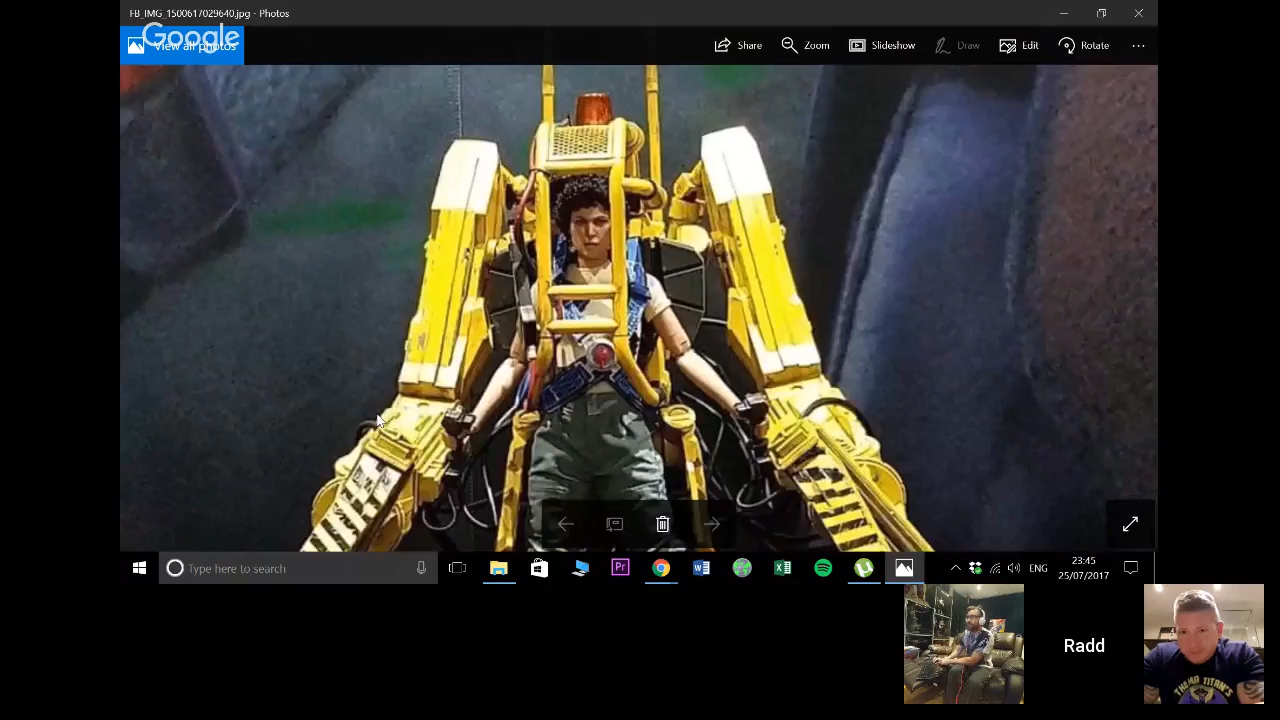 FB_IMG_1500617029640.jpg - Photos
Google
View all photos
Share
Zoom
Slideshow
Draw
Edit
Rotate
Type here to search
Pr
ENG
23:45
25/07/2017
Radd